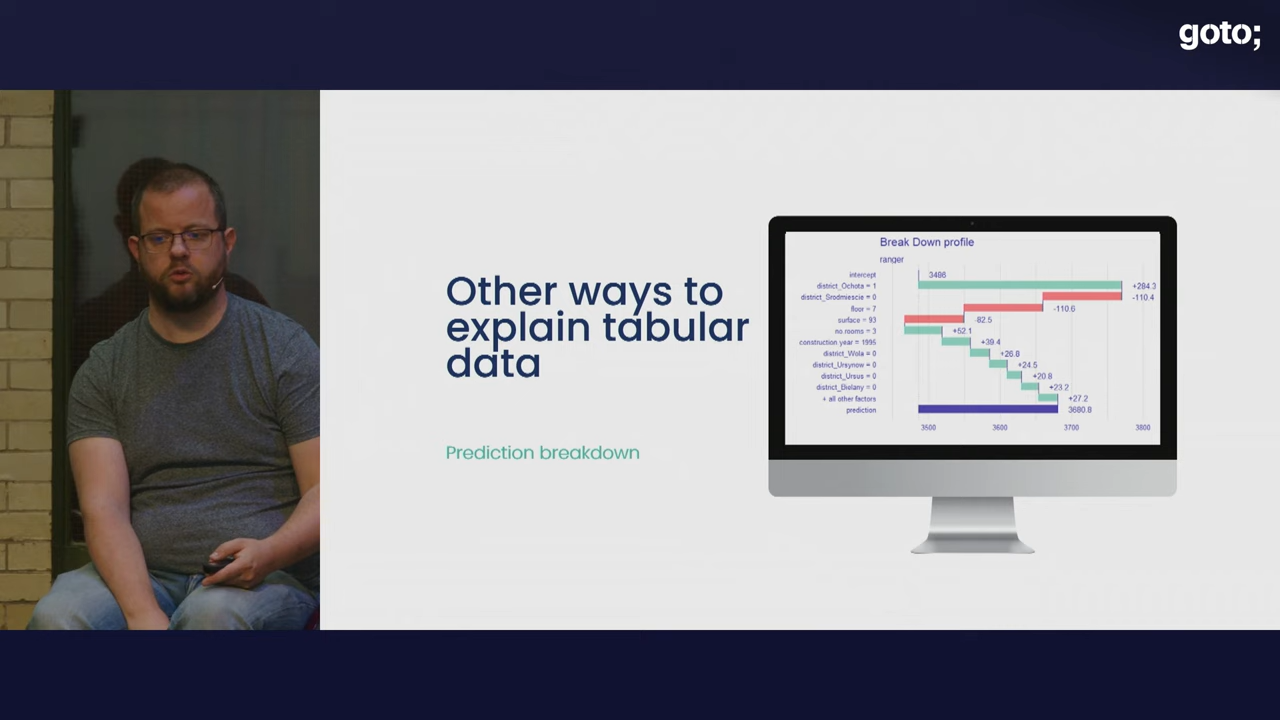 goto;
Other ways to
explain tabular
data
Prediction breakdown
Break Down profile
ranger
intercept 3486
district_Ochota = 1 +284.3
district_Srodmiescie = 0 -110.4
floor = 7 -110.6
surface = 93 -82.5
no rooms = 3 +52.1
construction year = 1995 +39.4
district_Wola = 0 +26.8
district_Ursynow = 0 +24.5
district_Ursus = 0 +20.8
district_Bielany = 0 +23.2
+ all other factors +27.2
prediction 3680.8
3500 3600 3700 3800